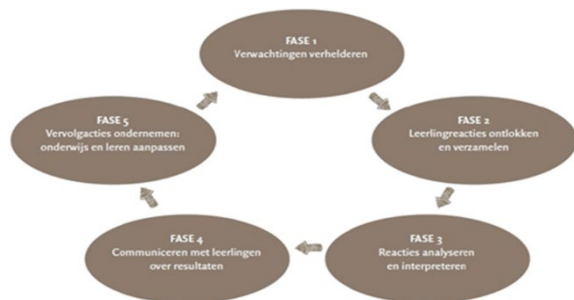 FASE 1
Verwachtingen verhelderen
FASE 2
Leerlingreacties ontlokken
en verzamelen
FASE 3
Reacties analyseren
en interpreteren
FASE 4
Communiceren met leerlingen
over resultaten
FASE 5
Vervolgacties ondernemen:
onderwijs en leren aanpassen